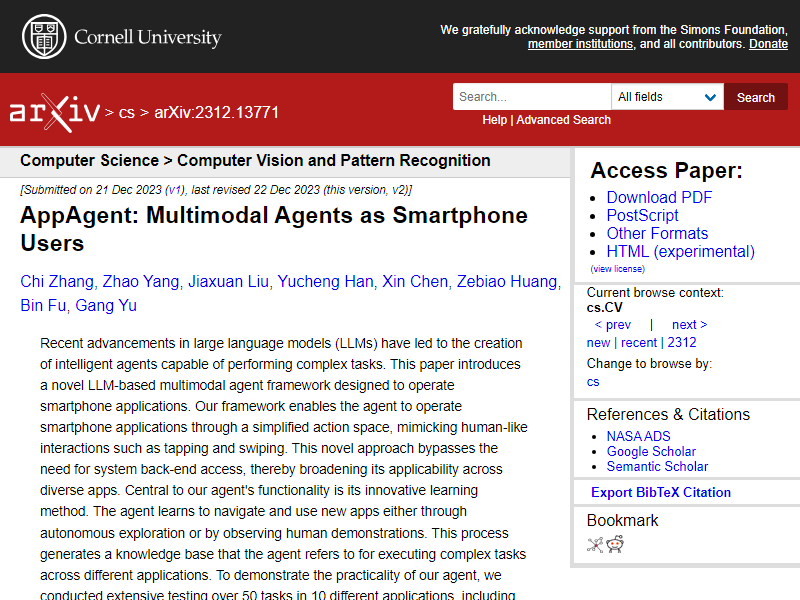 Cornell University
We gratefully acknowledge support from the Simons Foundation,
member institutions, and all contributors. Donate
arXiv > cs > arXiv:2312.13771
Search...
All fields
Search
Help | Advanced Search
Computer Science > Computer Vision and Pattern Recognition
[Submitted on 21 Dec 2023 (v1), last revised 22 Dec 2023 (this version, v2)]
AppAgent: Multimodal Agents as Smartphone
Users
Chi Zhang, Zhao Yang, Jiaxuan Liu, Yucheng Han, Xin Chen, Zebiao Huang,
Bin Fu, Gang Yu
Recent advancements in large language models (LLMs) have led to the creation
of intelligent agents capable of performing complex tasks. This paper introduces
a novel LLM-based multimodal agent framework designed to operate
smartphone applications. Our framework enables the agent to operate
smartphone applications through a simplified action space, mimicking human-like
interactions such as tapping and swiping. This novel approach bypasses the
need for system back-end access, thereby broadening its applicability across
diverse apps. Central to our agent's functionality is its innovative learning
method. The agent learns to navigate and use new apps either through
autonomous exploration or by observing human demonstrations. This process
generates a knowledge base that the agent refers to for executing complex tasks
across different applications. To demonstrate the practicality of our agent, we
conducted extensive testing over 50 tasks in 10 different applications, including
Access Paper:
Download PDF
PostScript
Other Formats
HTML (experimental)
(view license)
Current browse context:
cs.CV
< prev | next >
new | recent | 2312
Change to browse by:
cs
References & Citations
NASA ADS
Google Scholar
Semantic Scholar
Export BibTeX Citation
Bookmark